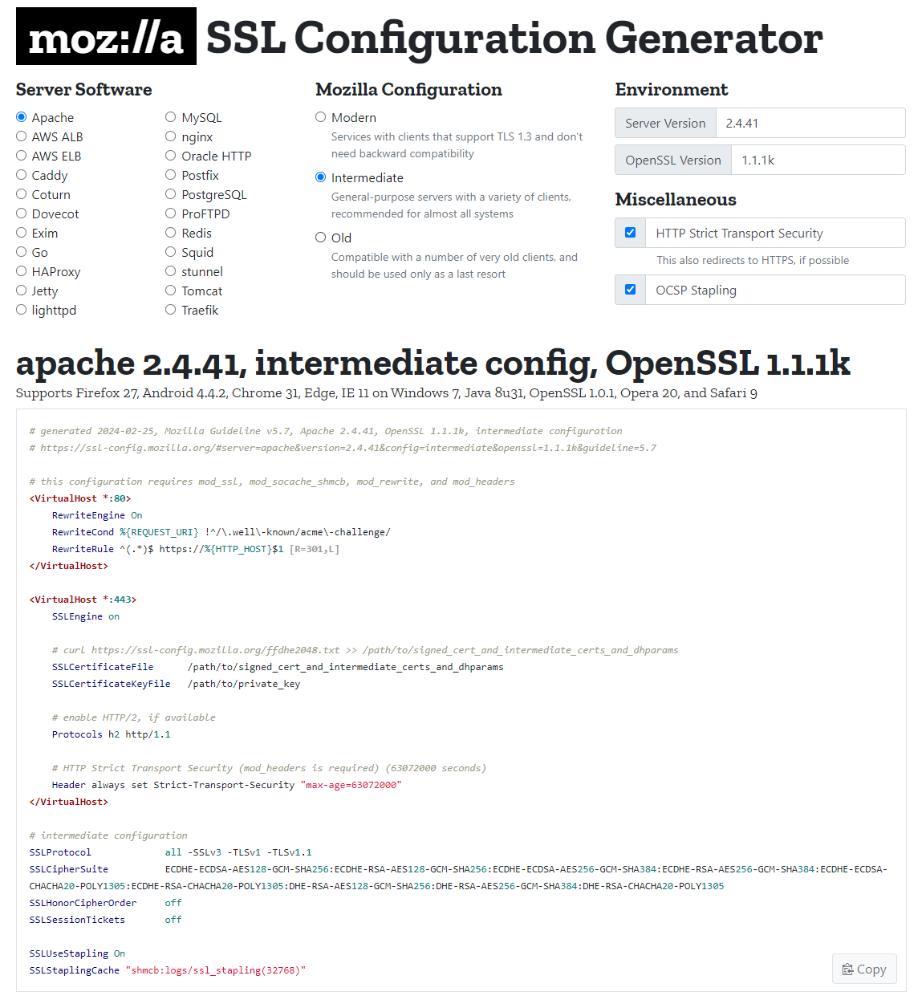 moz://a SSL Configuration Generator
Server Software
Apache
AWS ALB
AWS ELB
Caddy
Coturn
Dovecot
Exim
Go
HAProxy
Jetty
lighttpd
MySQL
nginx
Oracle HTTP
Postfix
PostgreSQL
ProFTPD
Redis
Squid
stunnel
Tomcat
Traefik
Mozilla Configuration
Modern
Services with clients that support TLS 1.3 and don't
need backward compatibility
Intermediate
General-purpose servers with a variety of clients,
recommended for almost all systems
Old
Compatible with a number of very old clients, and
should be used only as a last resort
Environment
Server Version 2.4.41
OpenSSL Version 1.1.1k
Miscellaneous
HTTP Strict Transport Security
This also redirects to HTTPS, if possible
OCSP Stapling
apache 2.4.41, intermediate config, OpenSSL 1.1.1k
Supports Firefox 27, Android 4.4.2, Chrome 31, Edge, IE 11 on Windows 7, Java 8u31, OpenSSL 1.0.1, Opera 20, and Safari 9
# generated 2024-02-25, Mozilla Guideline v5.7, Apache 2.4.41, OpenSSL 1.1.1k, intermediate configuration
# https://ssl-config.mozilla.org/#server=apache&version=2.4.41&config=intermediate&openssl=1.1.1k&guideline=5.7
# this configuration requires mod_ssl, mod_socache_shmcb, mod_rewrite, and mod_headers
<VirtualHost *:80>
RewriteEngine On
RewriteCond %{REQUEST_URI} !^/\.well\-known/acme\-challenge/
RewriteRule ^(.*)$ https://%{HTTP_HOST}$1 [R=301,L]
</VirtualHost>
<VirtualHost *:443>
SSLEngine on
# curl https://ssl-config.mozilla.org/ffdhe2048.txt >> /path/to/signed_cert_and_intermediate_certs_and_dhparams
SSLCertificateFile /path/to/signed_cert_and_intermediate_certs_and_dhparams
SSLCertificateKeyFile /path/to/private_key
# enable HTTP/2, if available
Protocols h2 http/1.1
# HTTP Strict Transport Security (mod_headers is required) (63072000 seconds)
Header always set Strict-Transport-Security "max-age=63072000"
</VirtualHost>
# intermediate configuration
SSLProtocol all -SSLv3 -TLSv1 -TLSv1.1
SSLCipherSuite ECDHE-ECDSA-AES128-GCM-SHA256:ECDHE-RSA-AES128-GCM-SHA256:ECDHE-ECDSA-AES256-GCM-SHA384:ECDHE-RSA-AES256-GCM-SHA384:ECDHE-ECDSA-
CHACHA20-POLY1305:ECDHE-RSA-CHACHA20-POLY1305:DHE-RSA-AES128-GCM-SHA256:DHE-RSA-AES256-GCM-SHA384:DHE-RSA-CHACHA20-POLY1305
SSLHonorCipherOrder off
SSLSessionTickets off
SSLUseStapling On
SSLStaplingCache "shmcb:logs/ssl_stapling(32768)"
Copy